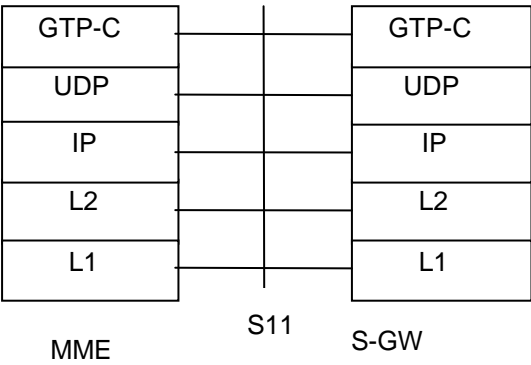 GTP-C GTP-C
UDP UDP
IP IP
L2 L2
L1 L1
S11
MME S-GW